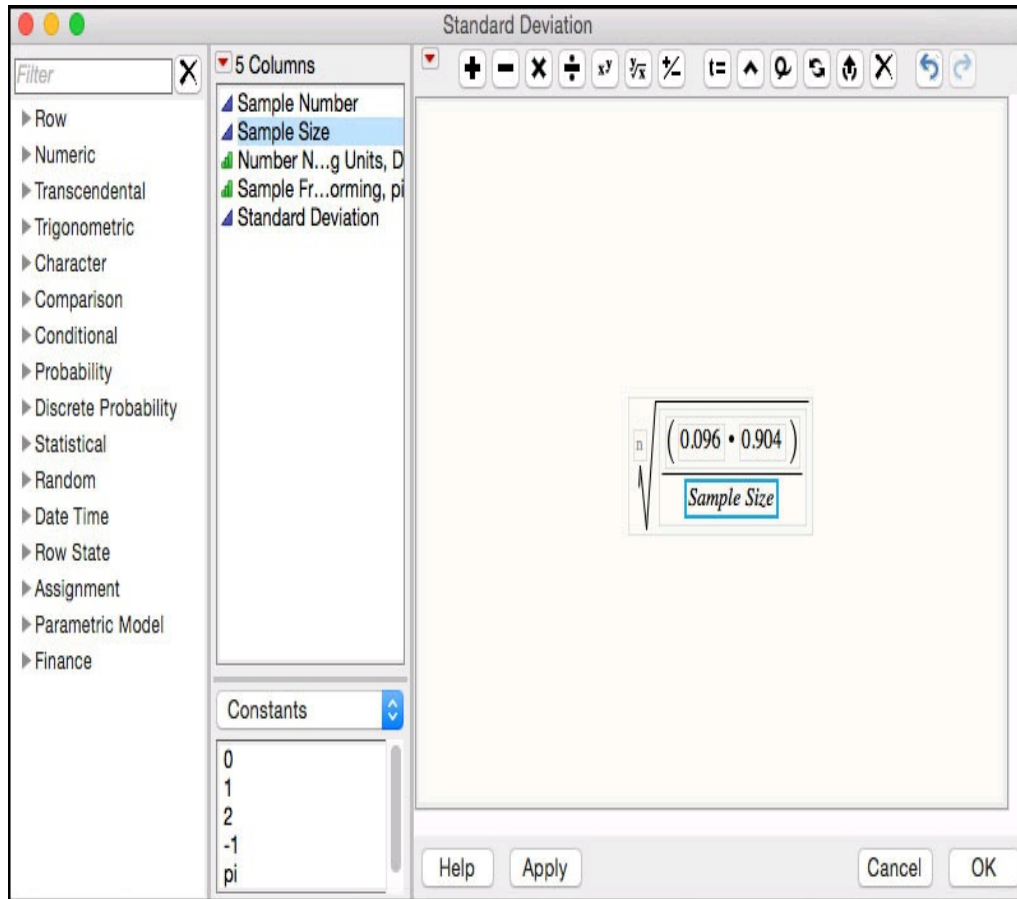 Standard Deviation
Filter
Row
Numeric
Transcendental
Trigonometric
Character
Comparison
Conditional
Probability
Discrete Probability
Statistical
Random
Date Time
Row State
Assignment
Parametric Model
Finance
5 Columns
Sample Number
Sample Size
Number N...g Units, D
Sample Fr...orming, pi
Standard Deviation
Constants
0
1
2
-1
pi
+ − × ÷ xʸ ʸ√x +/− t=
n√
(0.096 • 0.904)
Sample Size
Help Apply Cancel OK